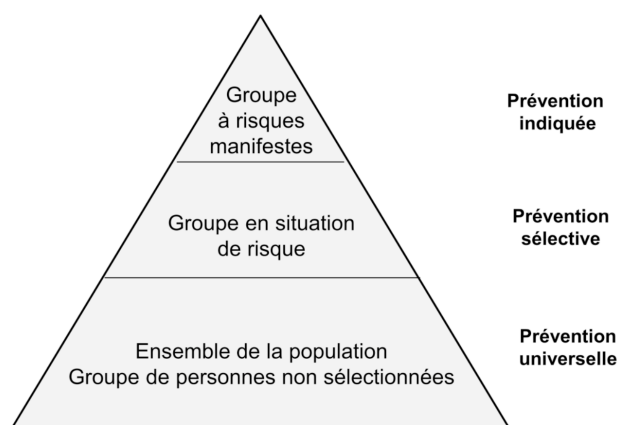 Groupe
à risques
manifestes
Prévention
indiquée
Groupe en situation
de risque
Prévention
sélective
Ensemble de la population
Groupe de personnes non sélectionnées
Prévention
universelle